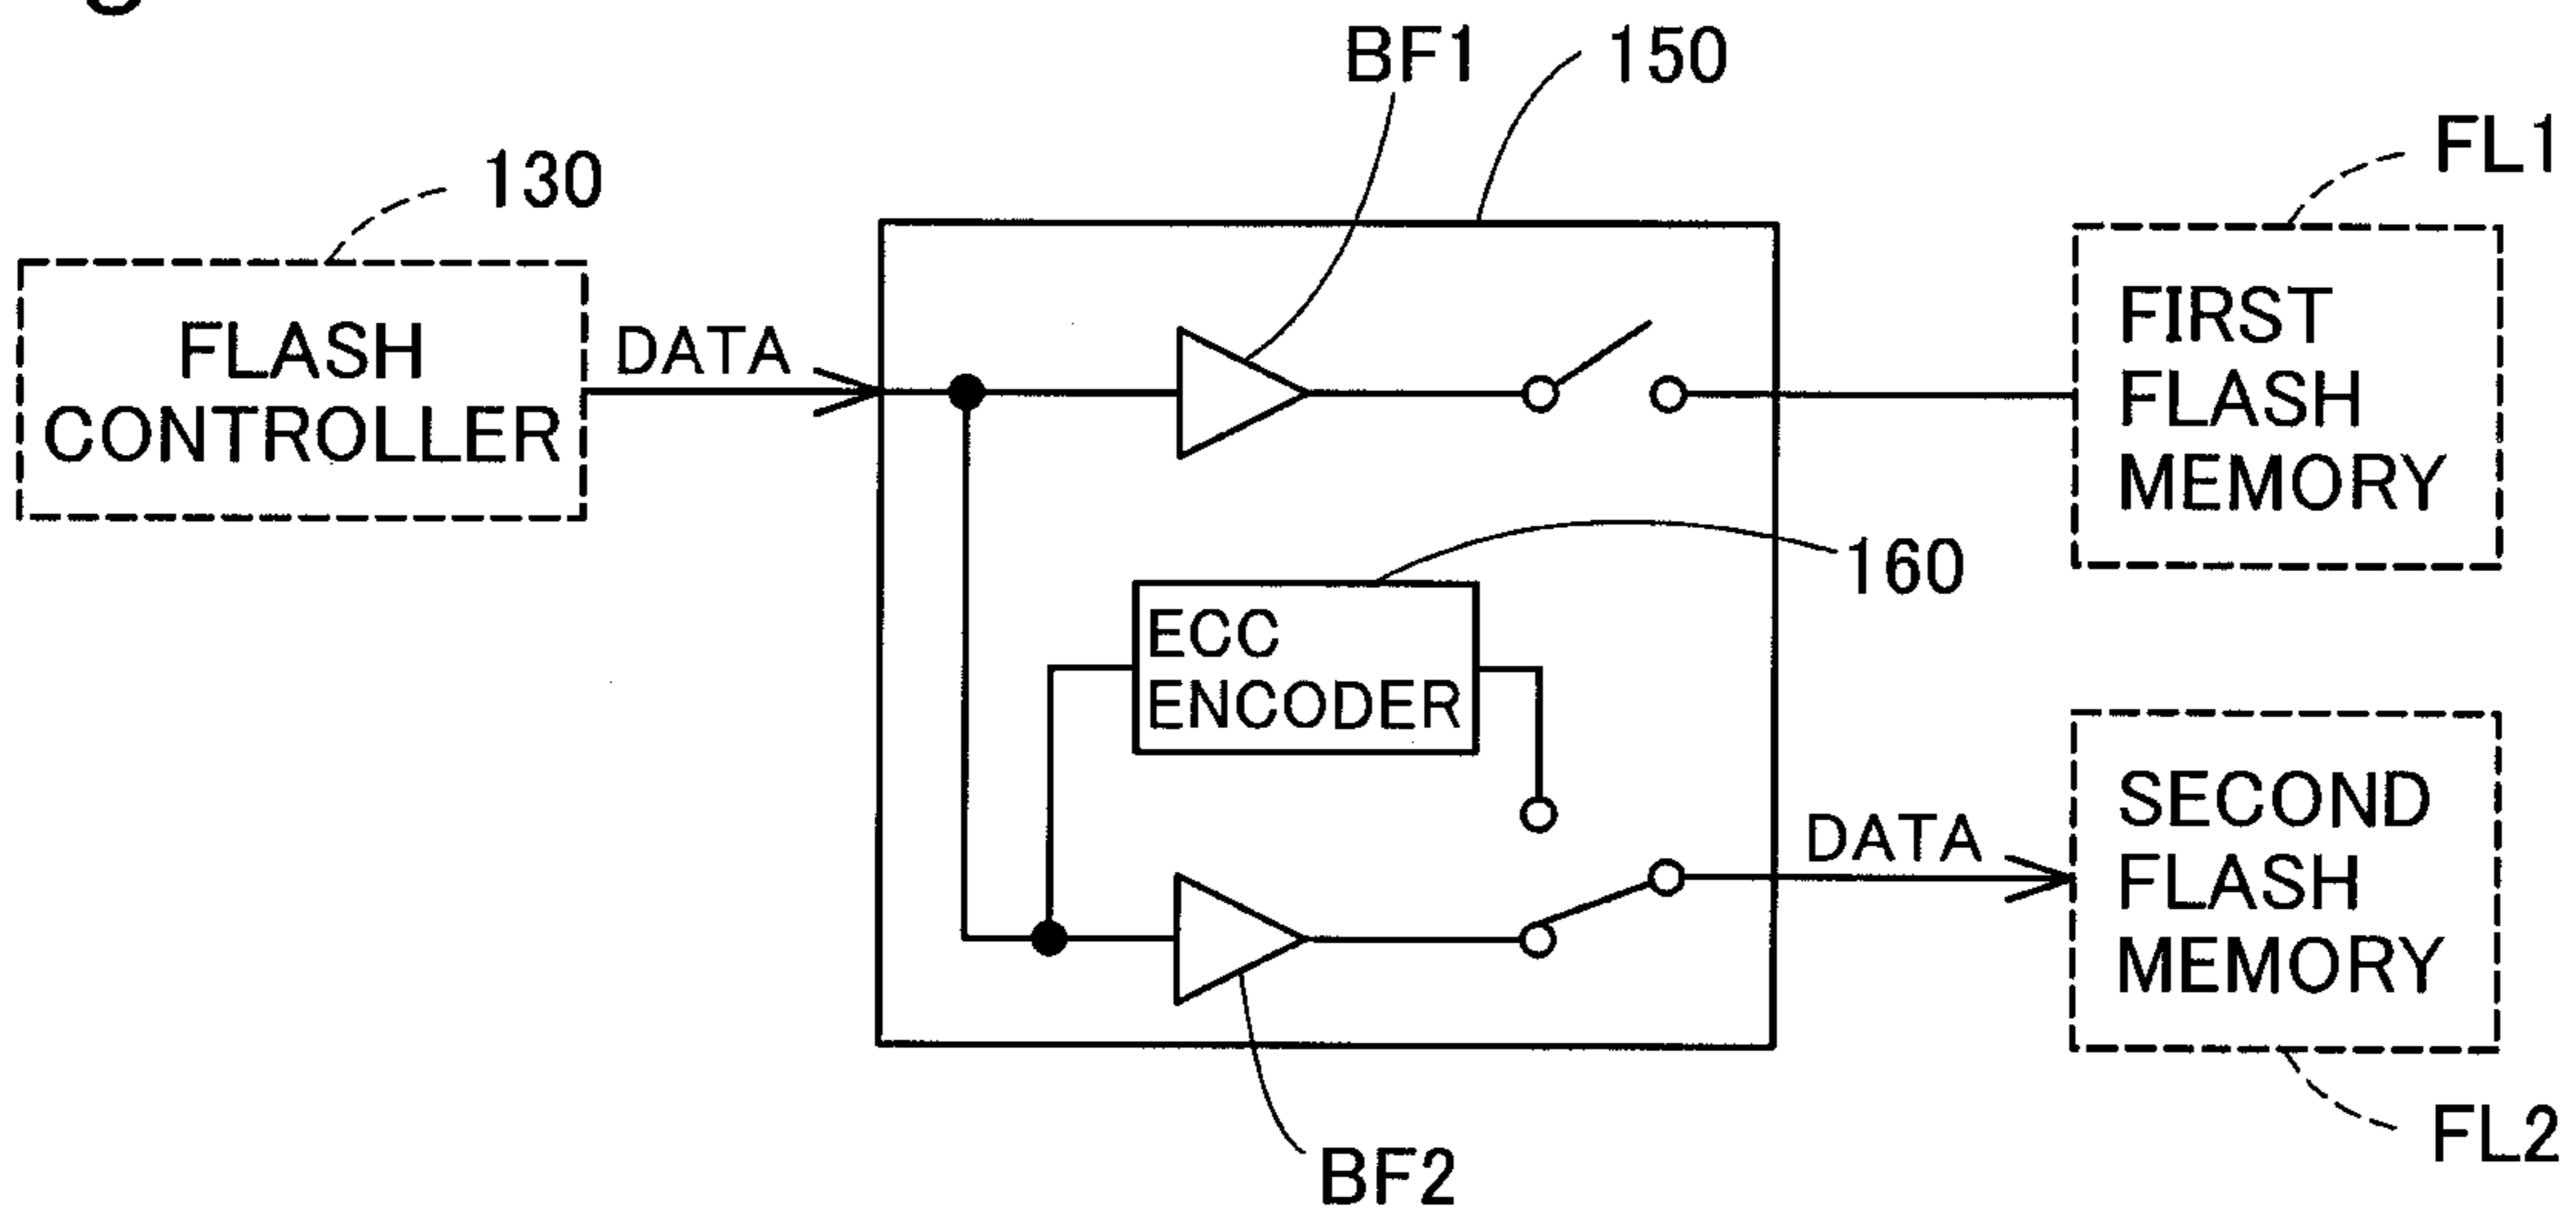 BF1
150
130
FL1
FLASH
CONTROLLER
DATA
FIRST
FLASH
MEMORY
160
ECC
ENCODER
DATA
SECOND
FLASH
MEMORY
BF2
FL2